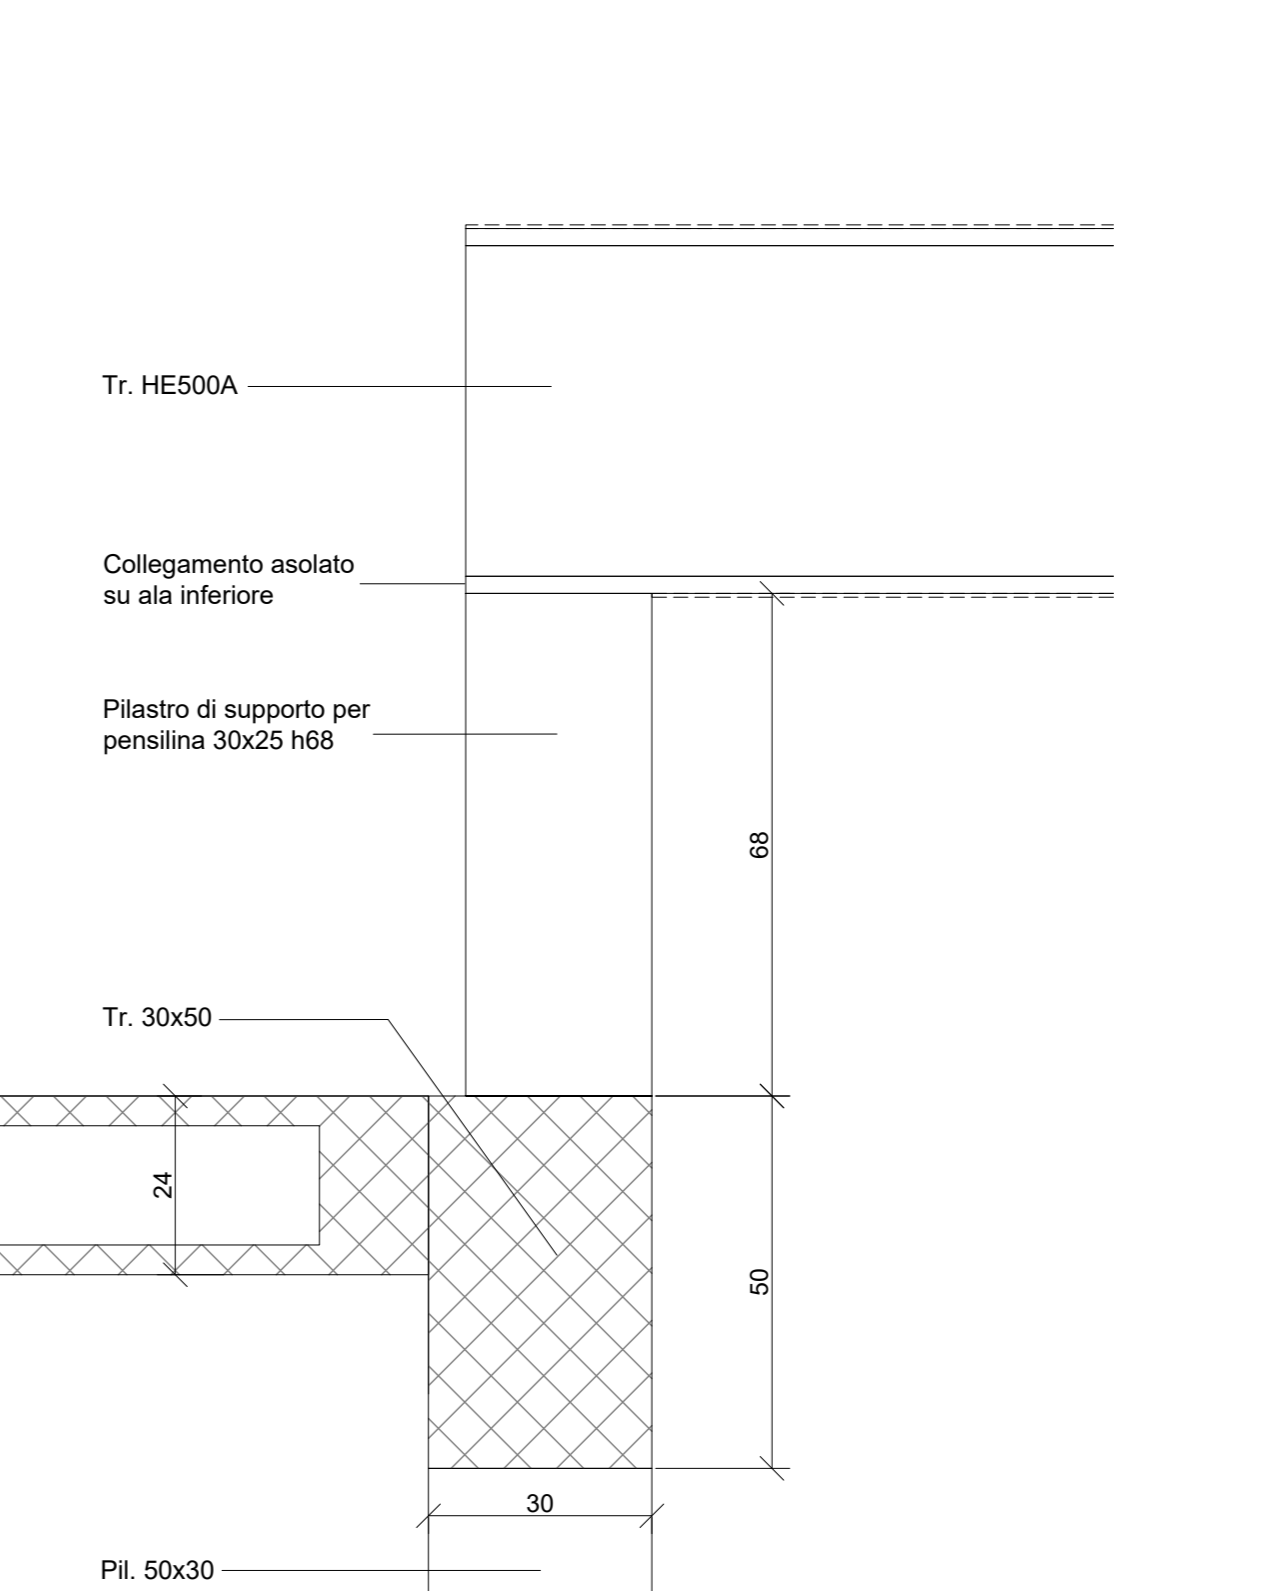 Tr. HE500A
Collegamento asolato
su ala inferiore
Pilastro di supporto per
pensilina 30x25 h68
68
Tr. 30x50
24
50
30
Pil. 50x30